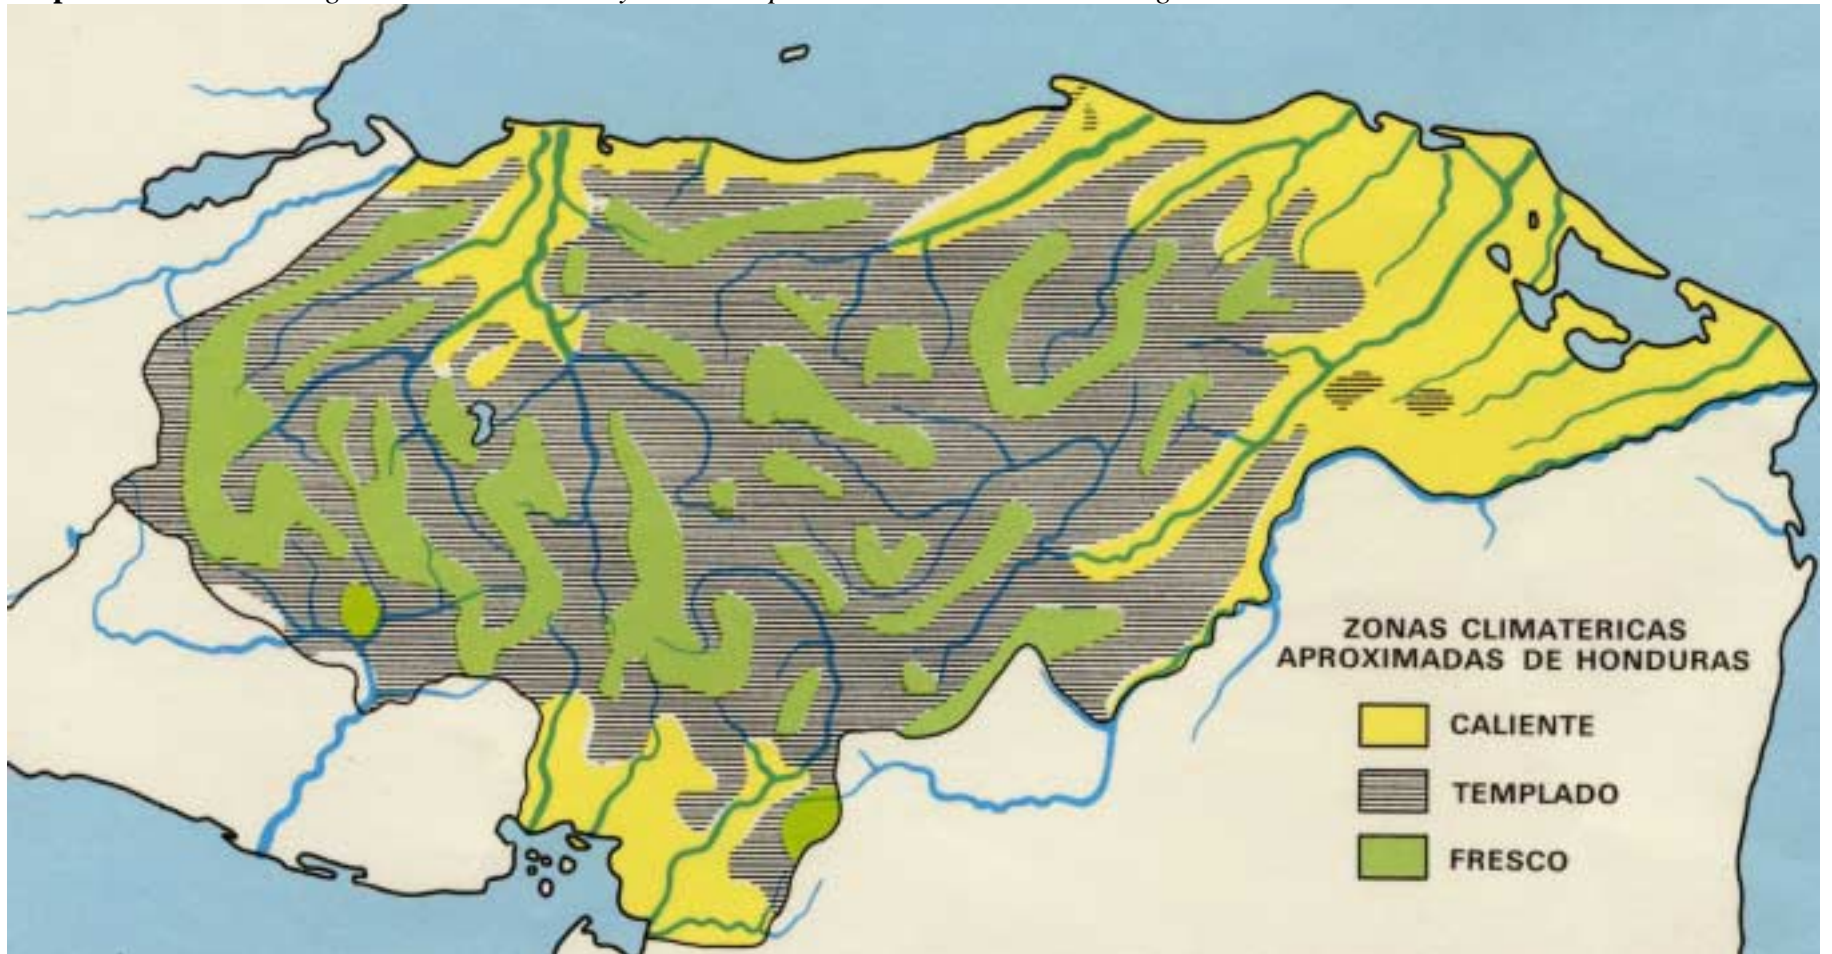 ZONAS CLIMATERICAS
APROXIMADAS DE HONDURAS
CALIENTE
TEMPLADO
FRESCO